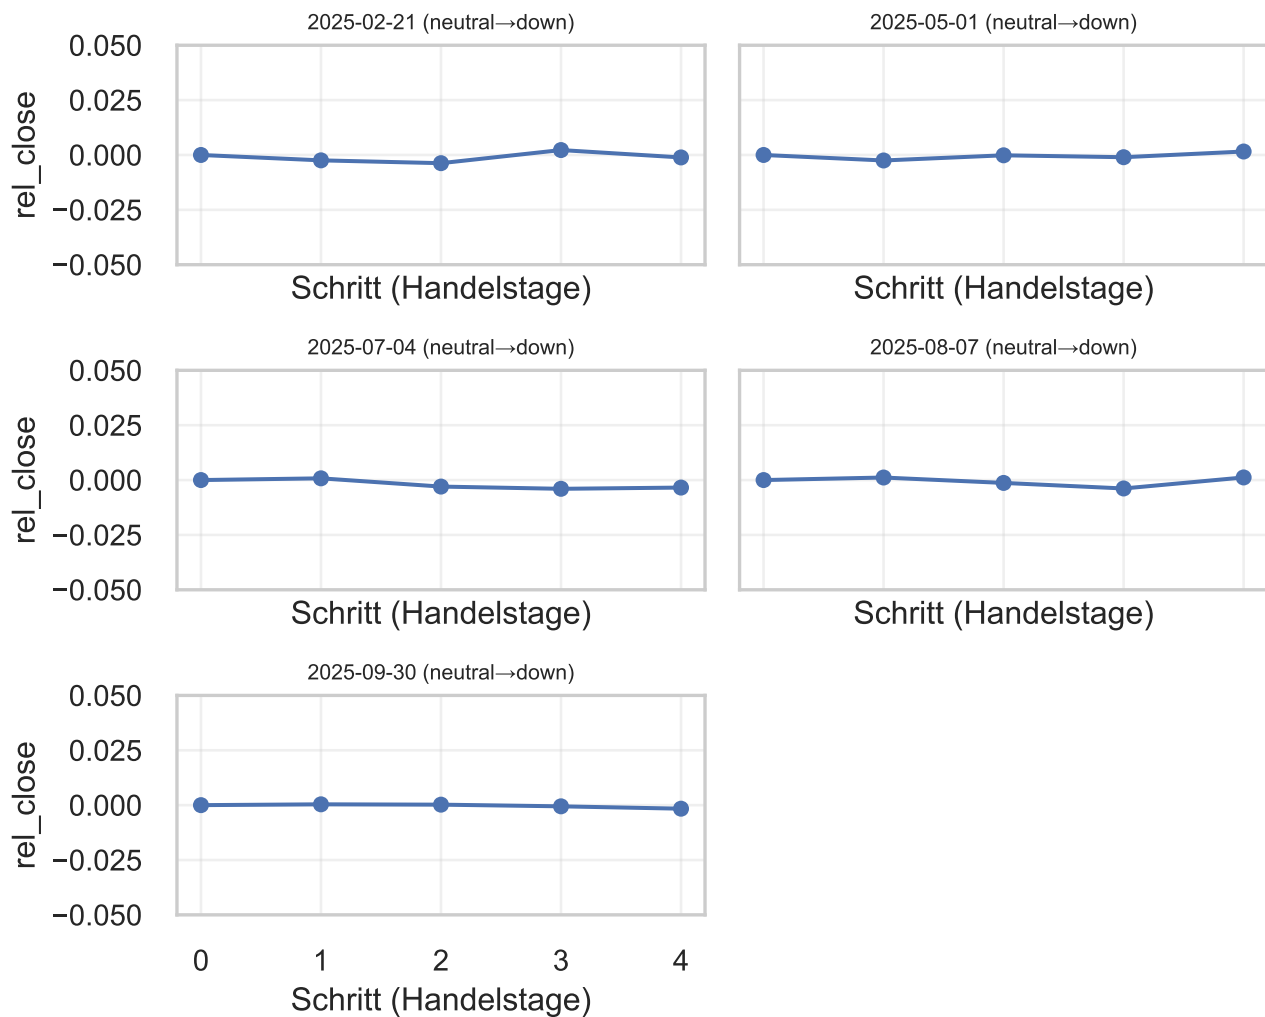 2025-02-21 (neutral→down)
0.050
0.025
0.000
−0.025
−0.050
rel_close
Schritt (Handelstage)
2025-05-01 (neutral→down)
Schritt (Handelstage)
2025-07-04 (neutral→down)
0.050
0.025
0.000
−0.025
−0.050
rel_close
Schritt (Handelstage)
2025-08-07 (neutral→down)
Schritt (Handelstage)
2025-09-30 (neutral→down)
0.050
0.025
0.000
−0.025
−0.050
rel_close
0 1 2 3 4
Schritt (Handelstage)